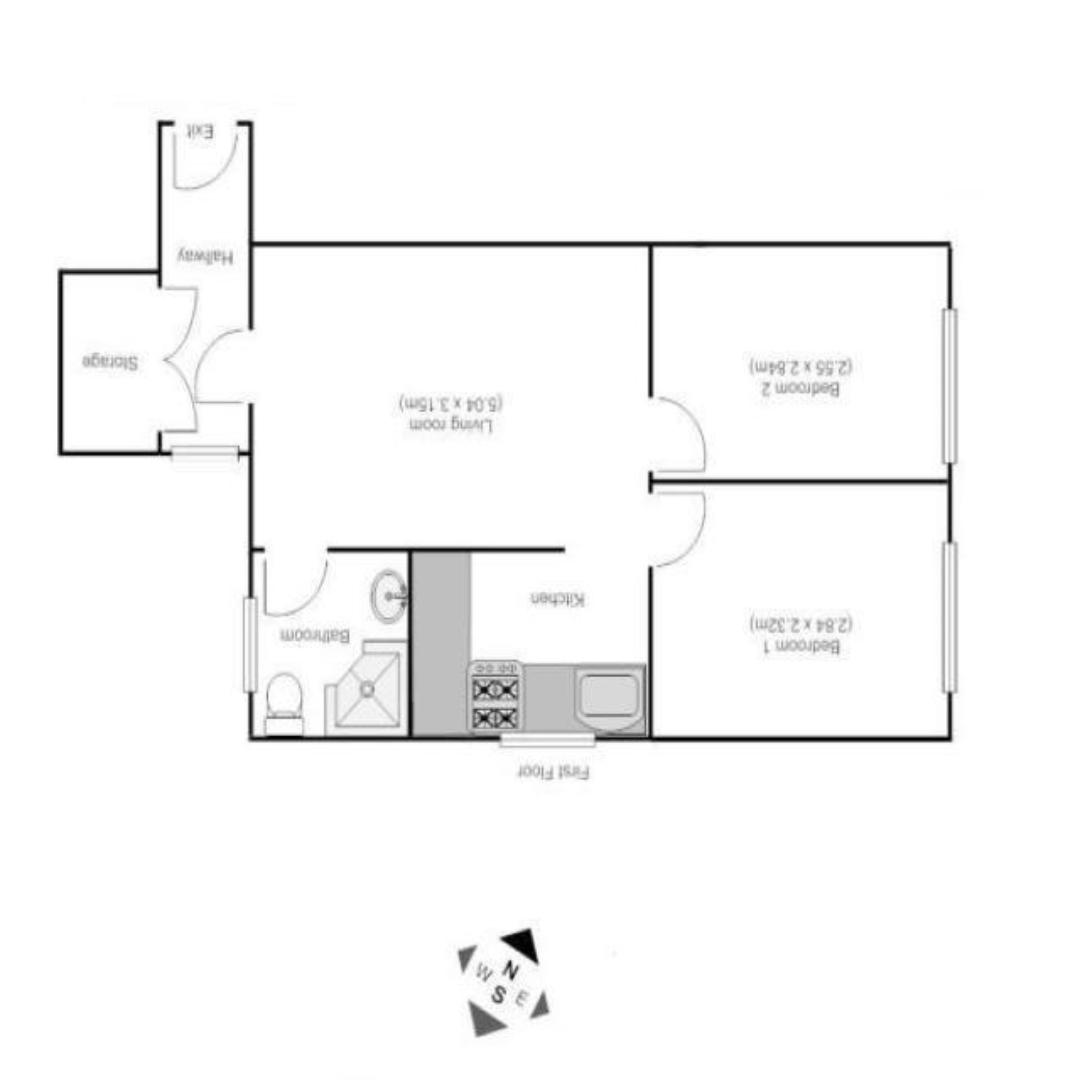 First Floor
Bedroom 1
(2.84 x 2.32m)
Kitchen
Bathroom
Bedroom 2
(2.55 x 2.84m)
Living room
(5.04 x 3.15m)
Storage
Hallway
Exit
N
W
S
E